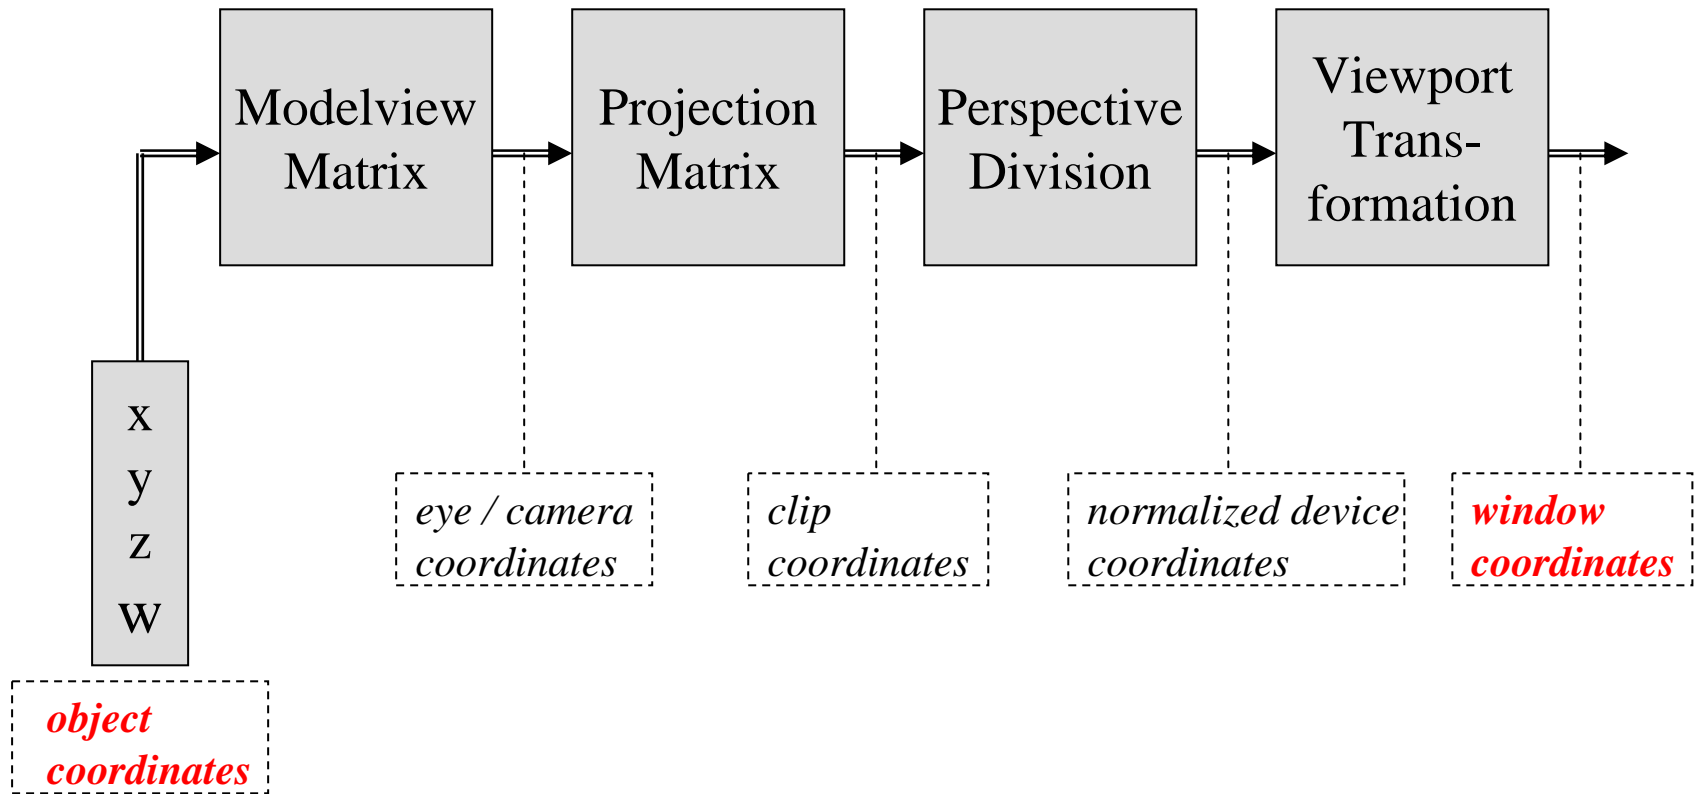 Modelview
Matrix
Projection
Matrix
Perspective
Division
Viewport
Trans-
formation
x
y
z
w
eye / camera
coordinates
clip
coordinates
normalized device
coordinates
window
coordinates
object
coordinates